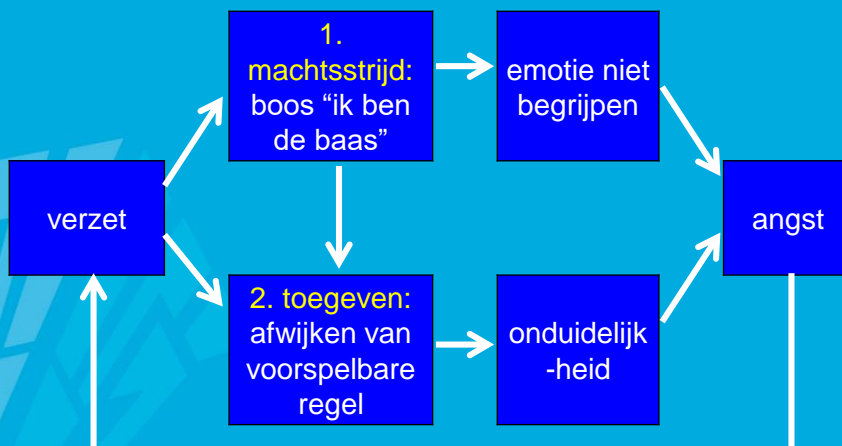 1.
machtsstrijd:
boos “ik ben
de baas”
emotie niet
begrijpen
verzet
angst
2. toegeven:
afwijken van
voorspelbare
regel
onduidelijk
-heid